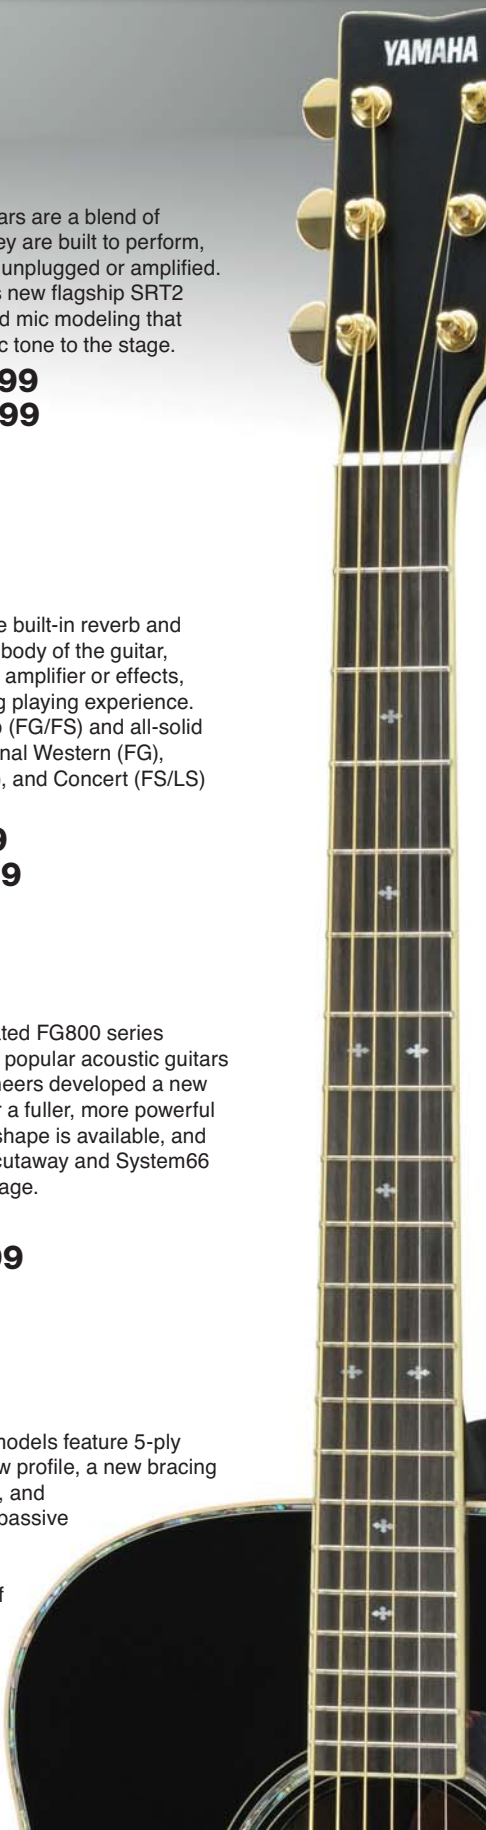 YAMAHA
ars are a blend of
ey are built to perform,
unplugged or amplified.
s new flagship SRT2
d mic modeling that
c tone to the stage.
99
99
e built-in reverb and
body of the guitar,
amplifier or effects,
g playing experience.
(FG/FS) and all-solid
nal Western (FG),
, and Concert (FS/LS)
9
9
ated FG800 series
popular acoustic guitars
neers developed a new
r a fuller, more powerful
shape is available, and
cutaway and System66
age.
99
models feature 5-ply
w profile, a new bracing
, and
passive
f